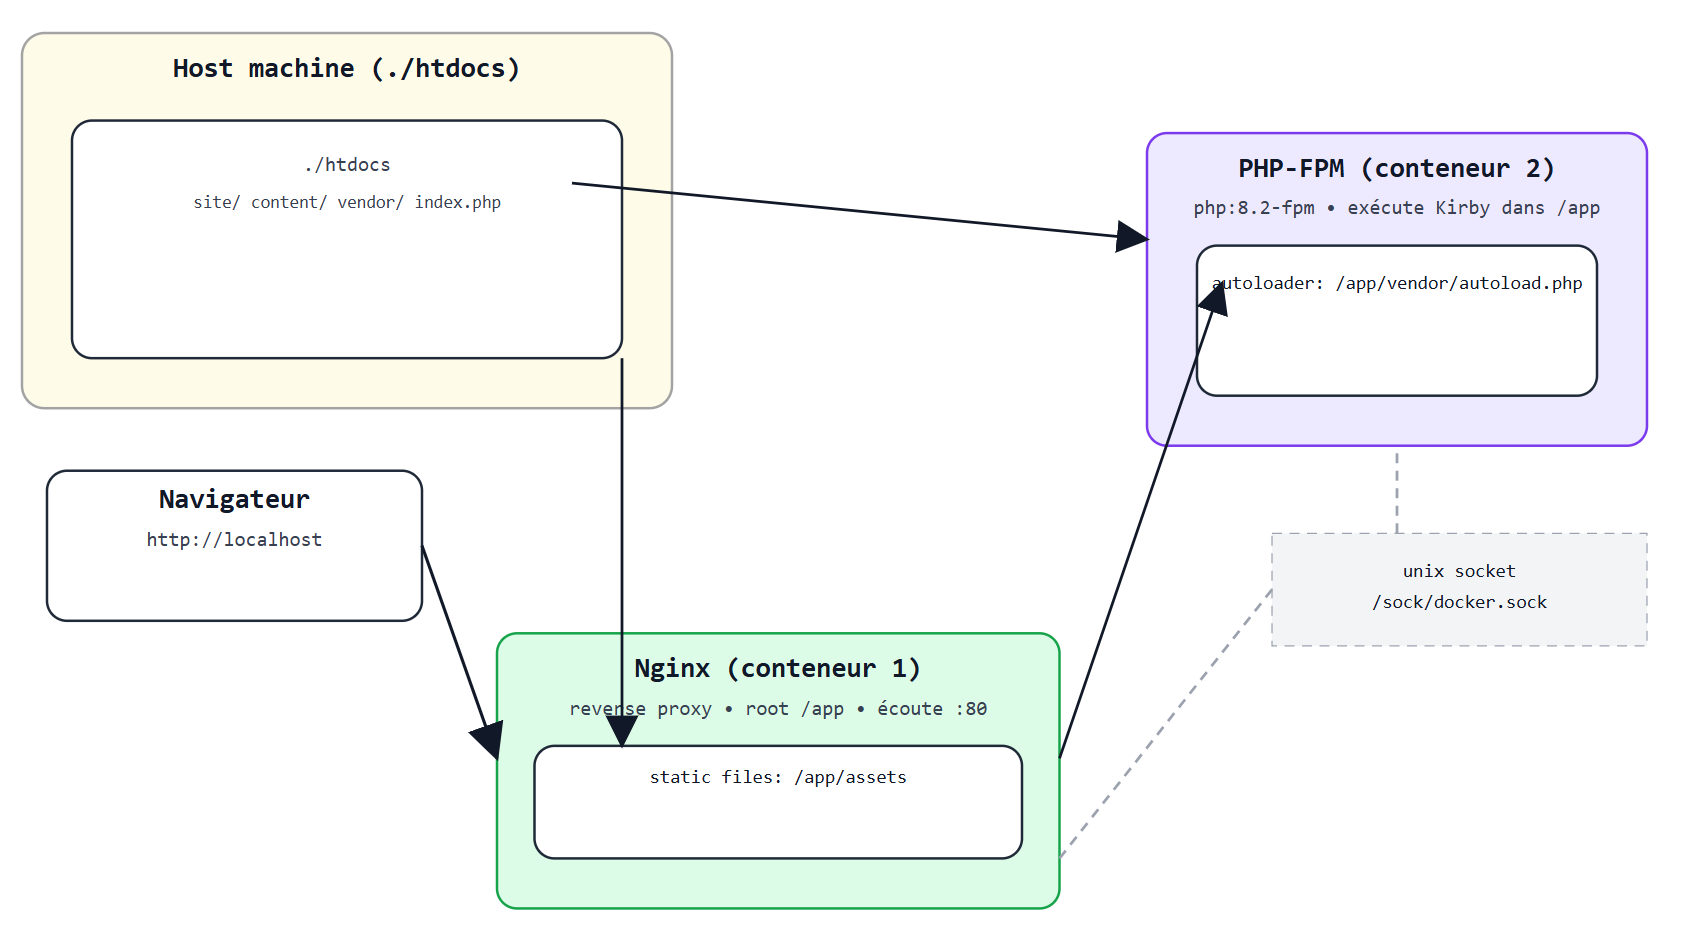 Host machine (./htdocs)
./htdocs
site/ content/ vendor/ index.php
PHP-FPM (conteneur 2)
php:8.2-fpm • exécute Kirby dans /app
autoloader: /app/vendor/autoload.php
Navigateur
http://localhost
unix socket
/sock/docker.sock
Nginx (conteneur 1)
reverse proxy • root /app • écoute :80
static files: /app/assets